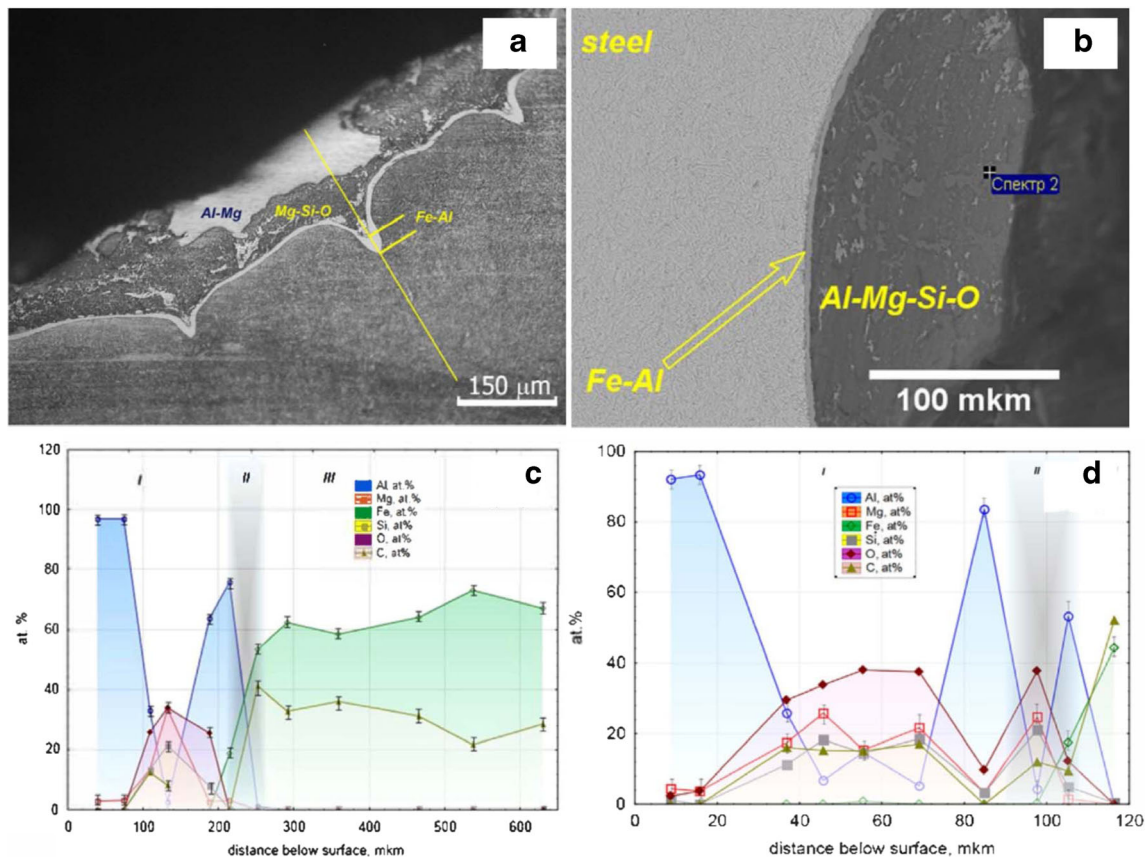 a
Al-Mg
Mg-Si-O
Fe-Al
150 μm
steel
b
Спектр 2
Al-Mg-Si-O
Fe-Al
100 mkm
c
I
II
III
Al, at.%
Mg, at.%
Fe, at.%
Si, at.%
O, at.%
C, at.%
at. %
120
100
80
60
40
20
0
0 100 200 300 400 500 600
distance below surface, mkm
d
I
II
Al, at%
Mg, at%
Fe, at%
Si, at%
O, at%
C, at%
at.%
100
80
60
40
20
0
0 20 40 60 80 100 120
distance below surface, mkm